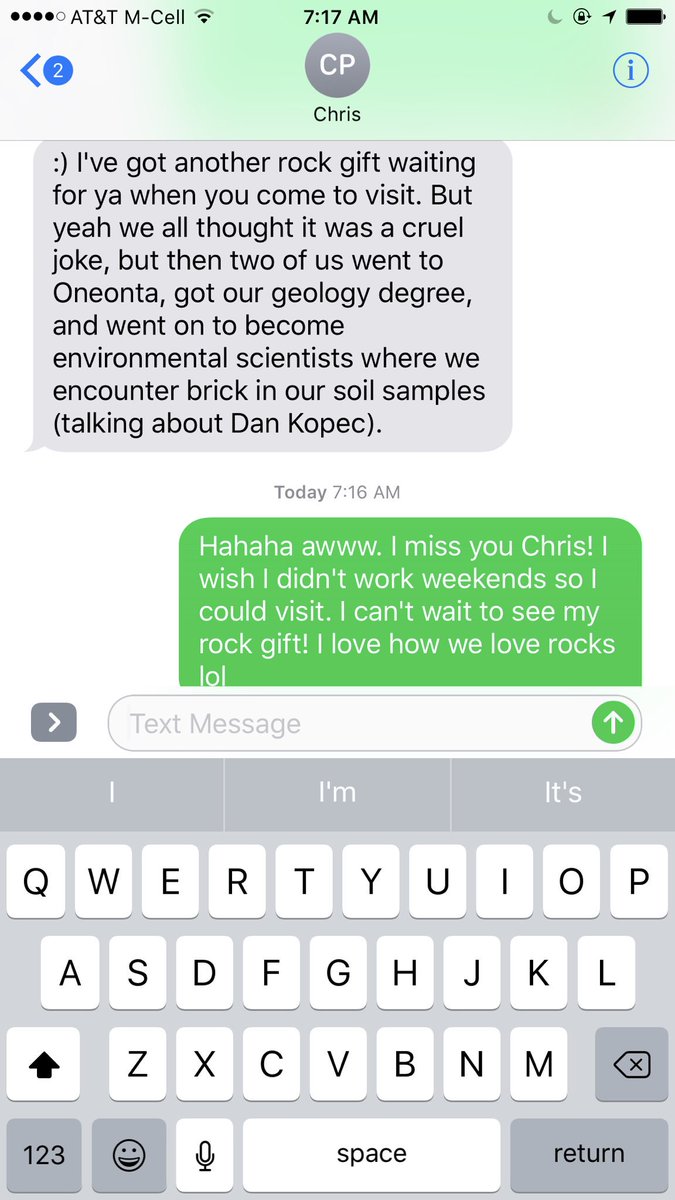 AT&T M-Cell 7:17 AM
2
CP
i
Chris
:) I've got another rock gift waiting
for ya when you come to visit. But
yeah we all thought it was a cruel
joke, but then two of us went to
Oneonta, got our geology degree,
and went on to become
environmental scientists where we
encounter brick in our soil samples
(talking about Dan Kopec).
Today 7:16 AM
Hahaha awww. I miss you Chris! I
wish I didn't work weekends so I
could visit. I can't wait to see my
rock gift! I love how we love rocks
lol
Text Message
I I'm It's
Q W E R T Y U I O P
A S D F G H J K L
Z X C V B N M
123 space return